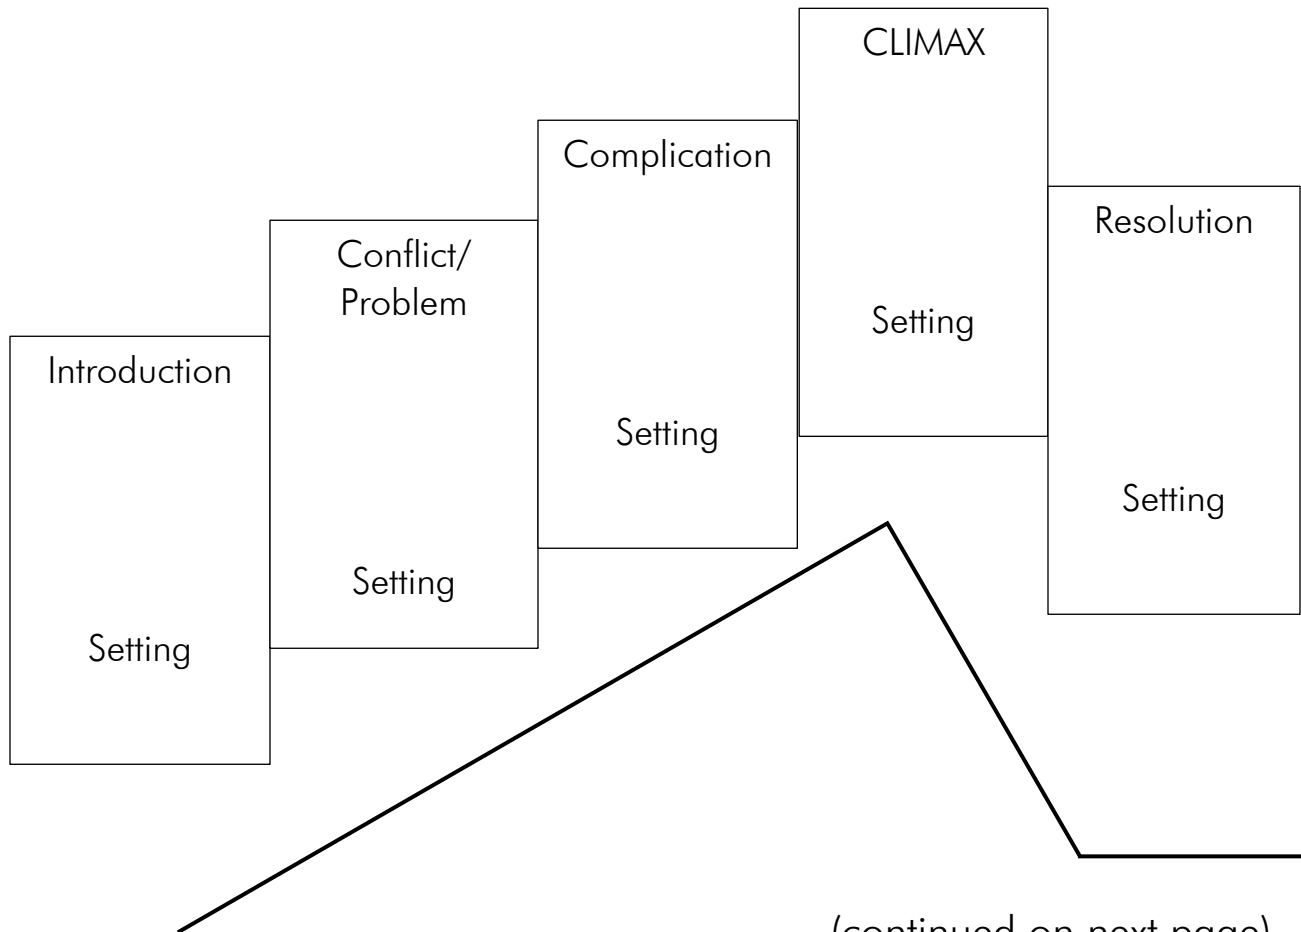 Introduction
Setting
Conflict/
Problem
Setting
Complication
Setting
CLIMAX
Setting
Resolution
Setting
(continued on next page)